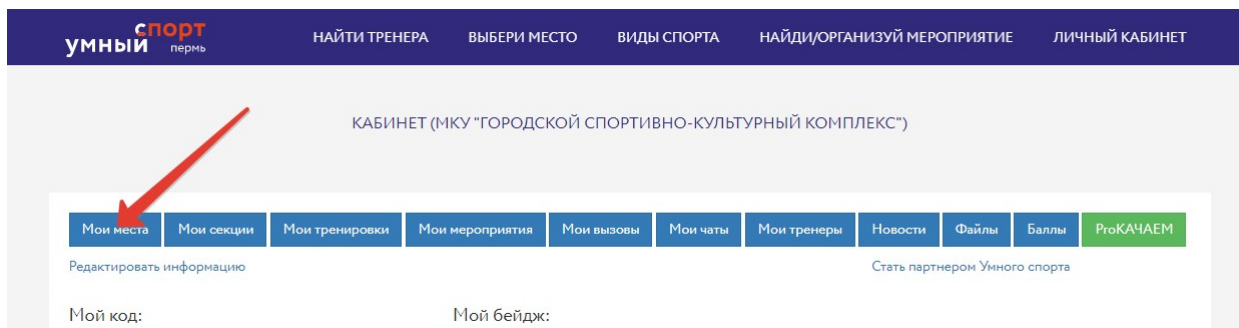 умный спорт
пермь
НАЙТИ ТРЕНЕРА ВЫБЕРИ МЕСТО ВИДЫ СПОРТА НАЙДИ/ОРГАНИЗУЙ МЕРОПРИЯТИЕ ЛИЧНЫЙ КАБИНЕТ
КАБИНЕТ (МКУ "ГОРОДСКОЙ СПОРТИВНО-КУЛЬТУРНЫЙ КОМПЛЕКС")
Мои места Мои секции Мои тренировки Мои мероприятия Мои вызовы Мои чаты Мои тренеры Новости Файлы Баллы ProКАЧАЕМ
Редактировать информацию Стать партнером Умного спорта
Мой код: Мой бейдж: